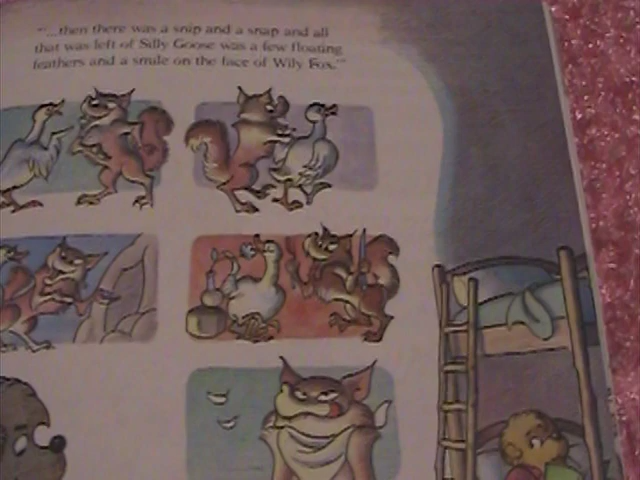 "...then there was a snip and a snap and all
that was left of Silly Goose was a few floating
feathers and a smile on the face of Wily Fox."